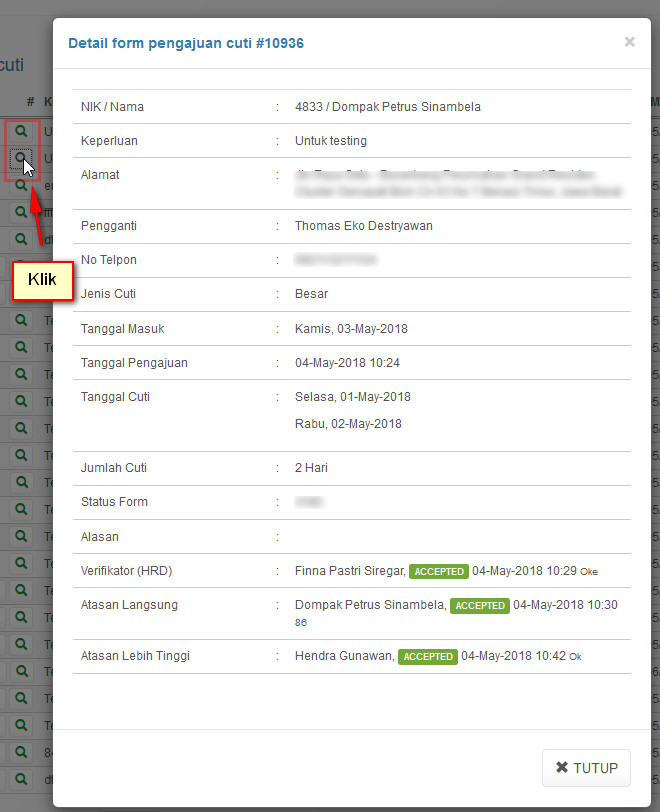 Detail form pengajuan cuti #10936
×
cuti
#
NIK / Nama : 4833 / Dompak Petrus Sinambela
Keperluan : Untuk testing
Alamat :
Pengganti : Thomas Eko Destryawan
No Telpon :
Klik
Jenis Cuti : Besar
Tanggal Masuk : Kamis, 03-May-2018
Tanggal Pengajuan : 04-May-2018 10:24
Tanggal Cuti : Selasa, 01-May-2018
Rabu, 02-May-2018
Jumlah Cuti : 2 Hari
Status Form :
Alasan :
Verifikator (HRD) : Finna Pastri Siregar, ACCEPTED 04-May-2018 10:29 Oke
Atasan Langsung : Dompak Petrus Sinambela, ACCEPTED 04-May-2018 10:30
86
Atasan Lebih Tinggi : Hendra Gunawan, ACCEPTED 04-May-2018 10:42 Ok
✖ TUTUP